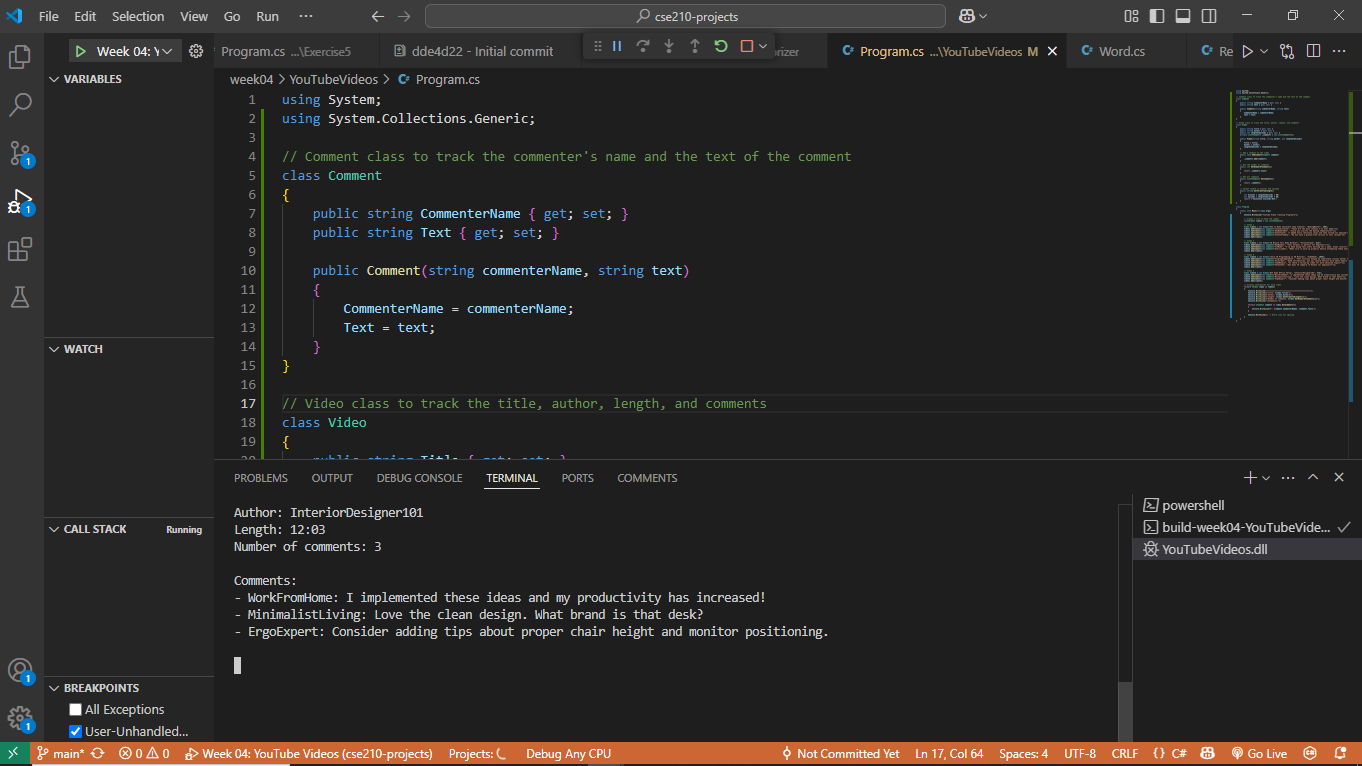 File Edit Selection View Go Run ··· cse210-projects
Week 04: Y Program.cs ...\Exercise5 dde4d22 - Initial commit orizer Program.cs ...\YouTubeVideos M Word.cs Re
VARIABLES
week04 > YouTubeVideos > Program.cs
1 using System;
2 using System.Collections.Generic;
3
4 // Comment class to track the commenter's name and the text of the comment
5 class Comment
6 {
7 public string CommenterName { get; set; }
8 public string Text { get; set; }
9
10 public Comment(string commenterName, string text)
11 {
12 CommenterName = commenterName;
13 Text = text;
14 }
15 }
16
17 // Video class to track the title, author, length, and comments
18 class Video
19 {
20 public string Title { get; set; }
WATCH
CALL STACK Running
BREAKPOINTS
All Exceptions
User-Unhandled...
PROBLEMS OUTPUT DEBUG CONSOLE TERMINAL PORTS COMMENTS
Author: InteriorDesigner101
Length: 12:03
Number of comments: 3
Comments:
- WorkFromHome: I implemented these ideas and my productivity has increased!
- MinimalistLiving: Love the clean design. What brand is that desk?
- ErgoExpert: Consider adding tips about proper chair height and monitor positioning.
powershell
build-week04-YouTubeVide...
YouTubeVideos.dll
1
1
1
1
main* 0 0 Week 04: YouTube Videos (cse210-projects) Projects: Debug Any CPU Not Committed Yet Ln 17, Col 64 Spaces: 4 UTF-8 CRLF {} C# Go Live